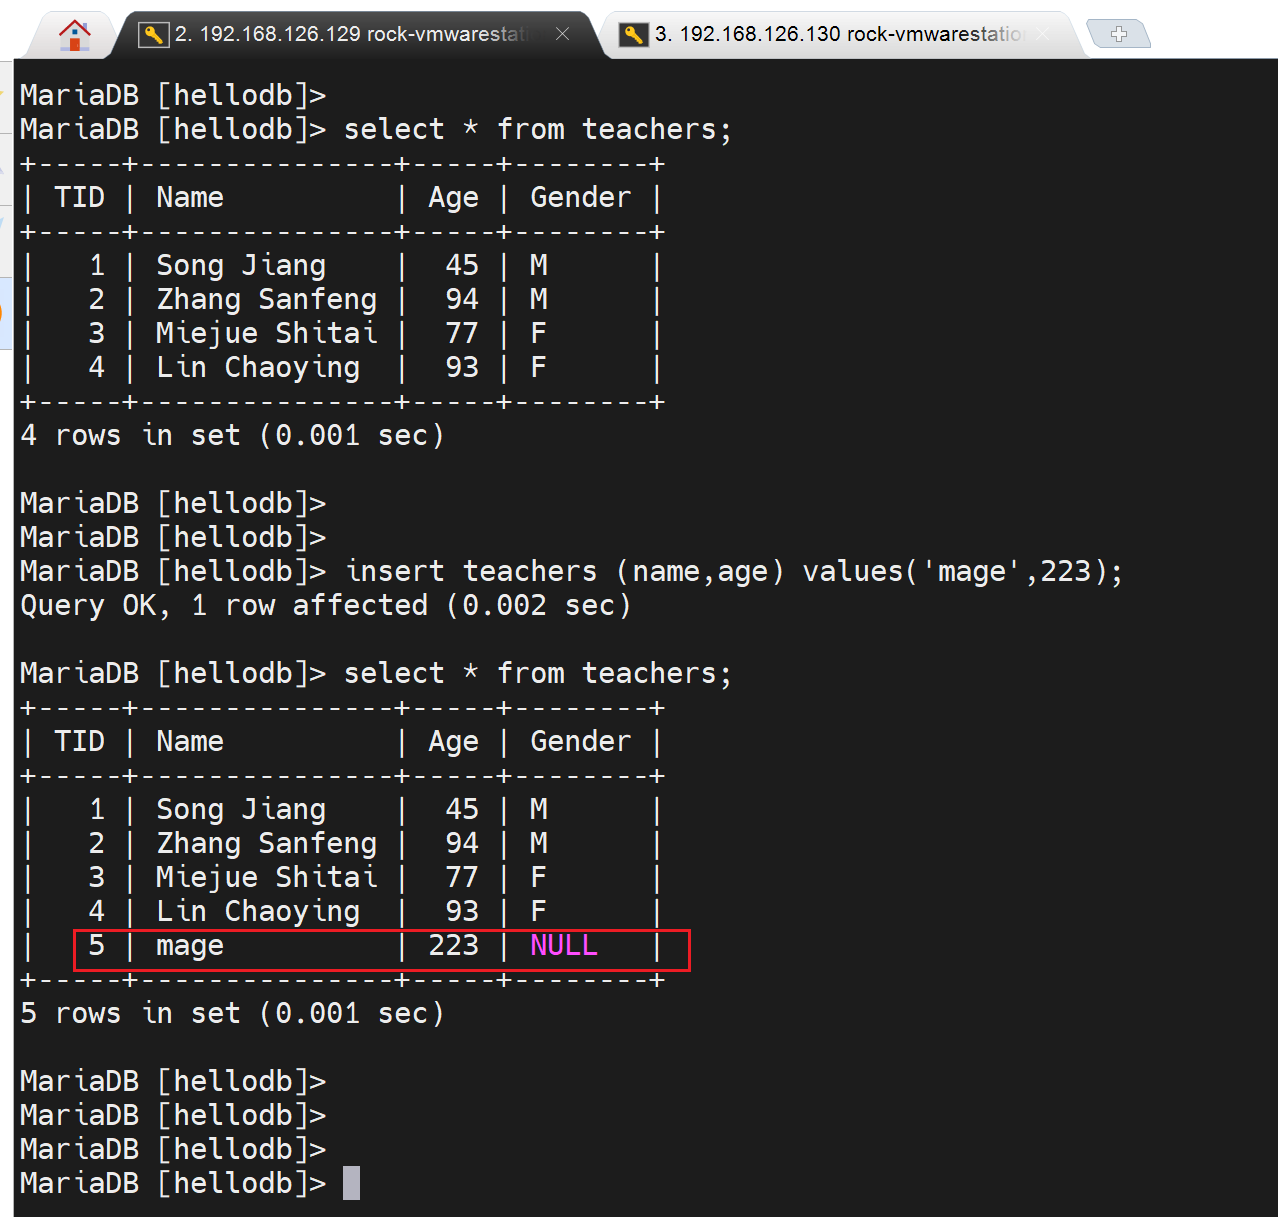 2. 192.168.126.129 rock-vmwarestati
3. 192.168.126.130 rock-vmwarestatio
MariaDB [hellodb]>
MariaDB [hellodb]> select * from teachers;
+-----+---------------+-----+--------+
| TID | Name          | Age | Gender |
+-----+---------------+-----+--------+
|   1 | Song Jiang    |  45 | M      |
|   2 | Zhang Sanfeng |  94 | M      |
|   3 | Miejue Shitai |  77 | F      |
|   4 | Lin Chaoying  |  93 | F      |
+-----+---------------+-----+--------+
4 rows in set (0.001 sec)
MariaDB [hellodb]>
MariaDB [hellodb]>
MariaDB [hellodb]> insert teachers (name,age) values('mage',223);
Query OK, 1 row affected (0.002 sec)
MariaDB [hellodb]> select * from teachers;
+-----+---------------+-----+--------+
| TID | Name          | Age | Gender |
+-----+---------------+-----+--------+
|   1 | Song Jiang    |  45 | M      |
|   2 | Zhang Sanfeng |  94 | M      |
|   3 | Miejue Shitai |  77 | F      |
|   4 | Lin Chaoying  |  93 | F      |
|   5 | mage          | 223 | NULL   |
+-----+---------------+-----+--------+
5 rows in set (0.001 sec)
MariaDB [hellodb]>
MariaDB [hellodb]>
MariaDB [hellodb]>
MariaDB [hellodb]>